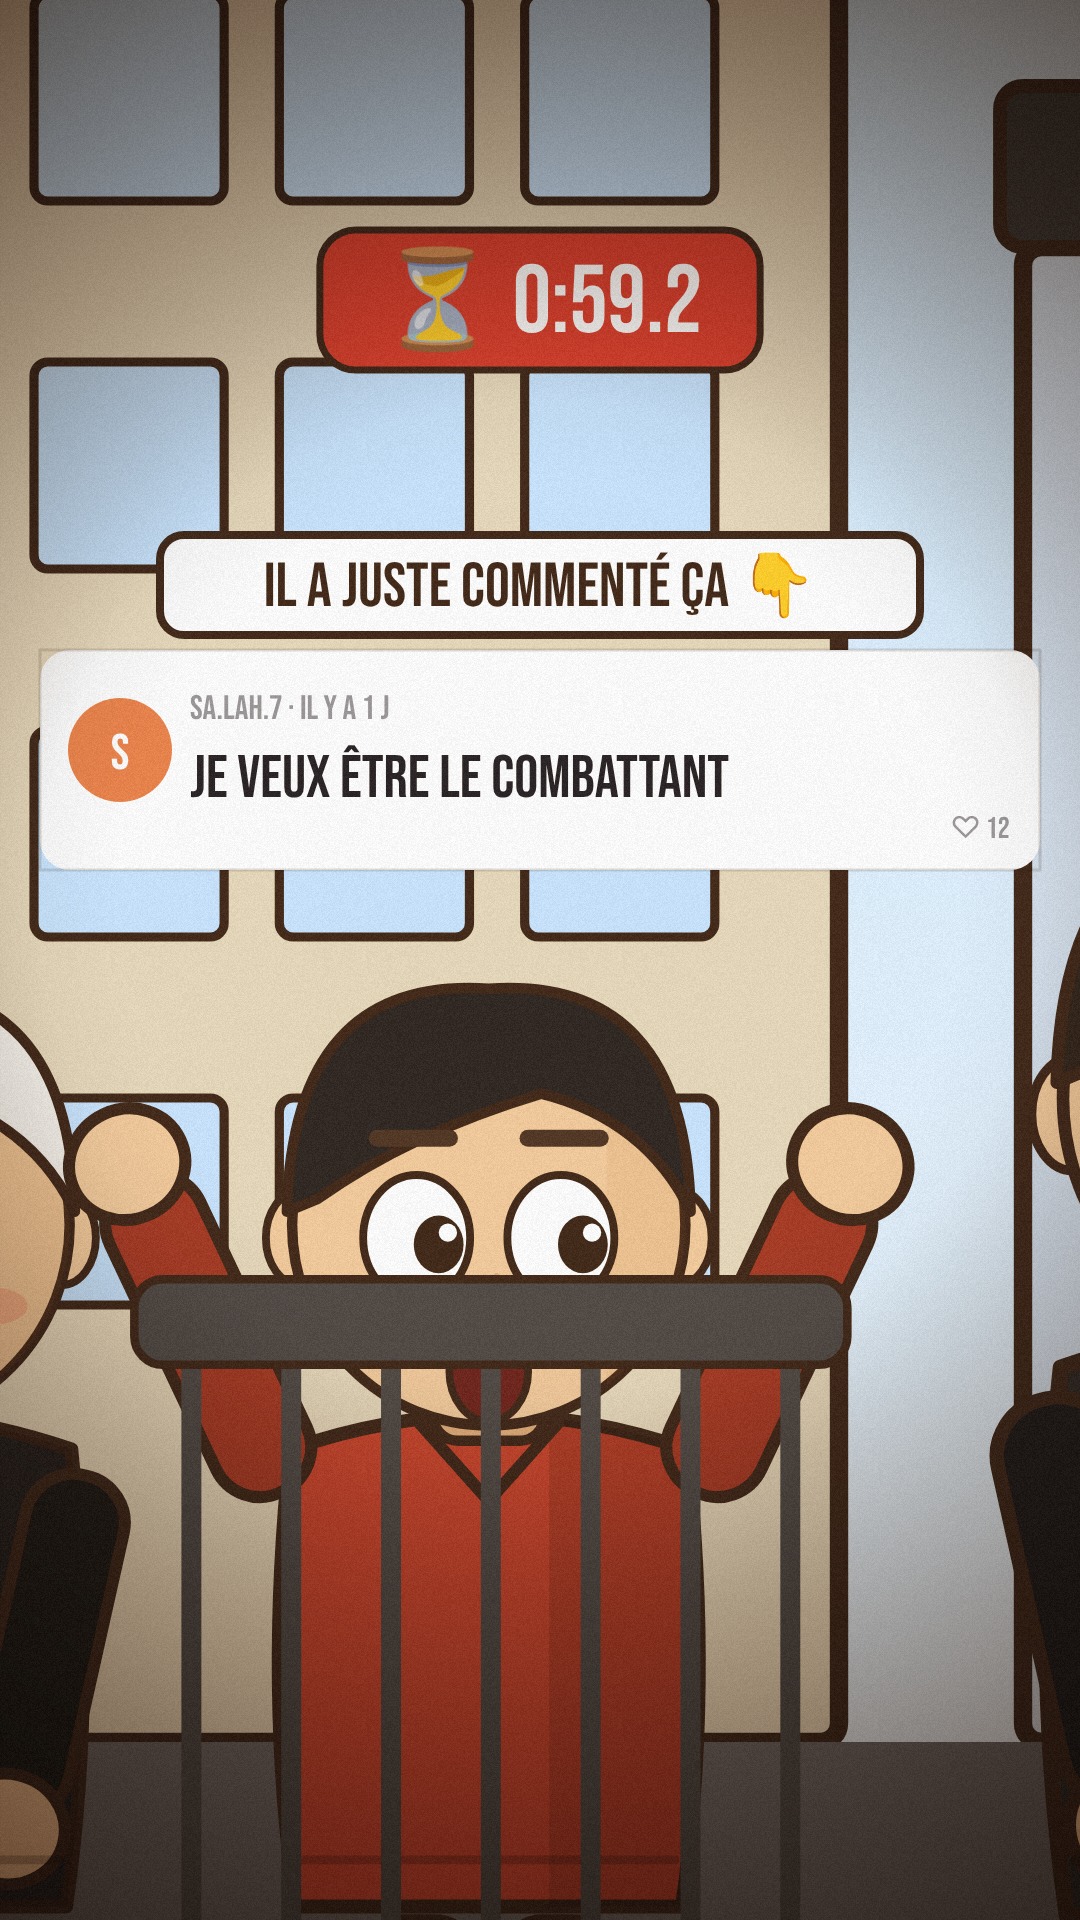 ⏳ 0:59.2
IL A JUSTE COMMENTÉ ÇA 👇
SA.LAH.7 · IL Y A 1 J
S
JE VEUX ÊTRE LE COMBATTANT
♡ 12